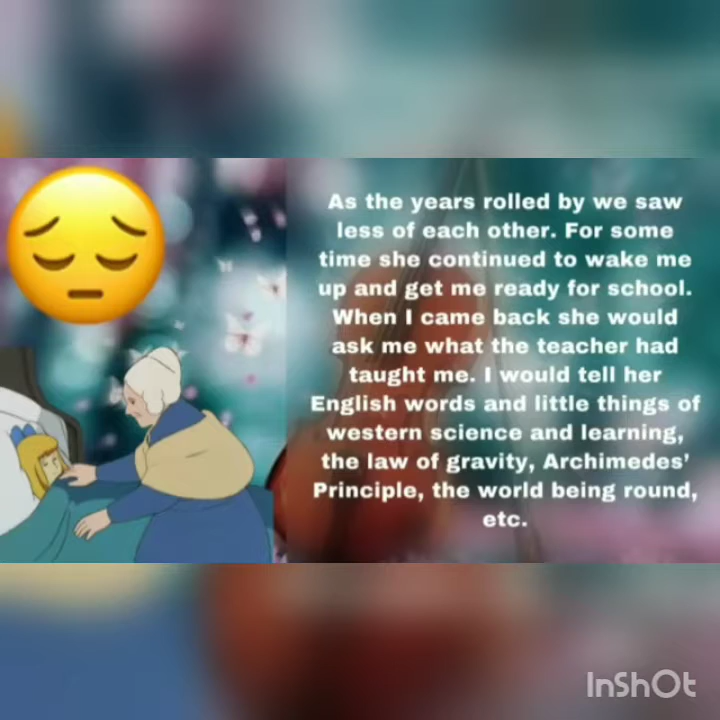 As the years rolled by we saw
less of each other. For some
time she continued to wake me
up and get me ready for school.
When I came back she would
ask me what the teacher had
taught me. I would tell her
English words and little things of
western science and learning,
the law of gravity, Archimedes'
Principle, the world being round,
etc.
InShOt